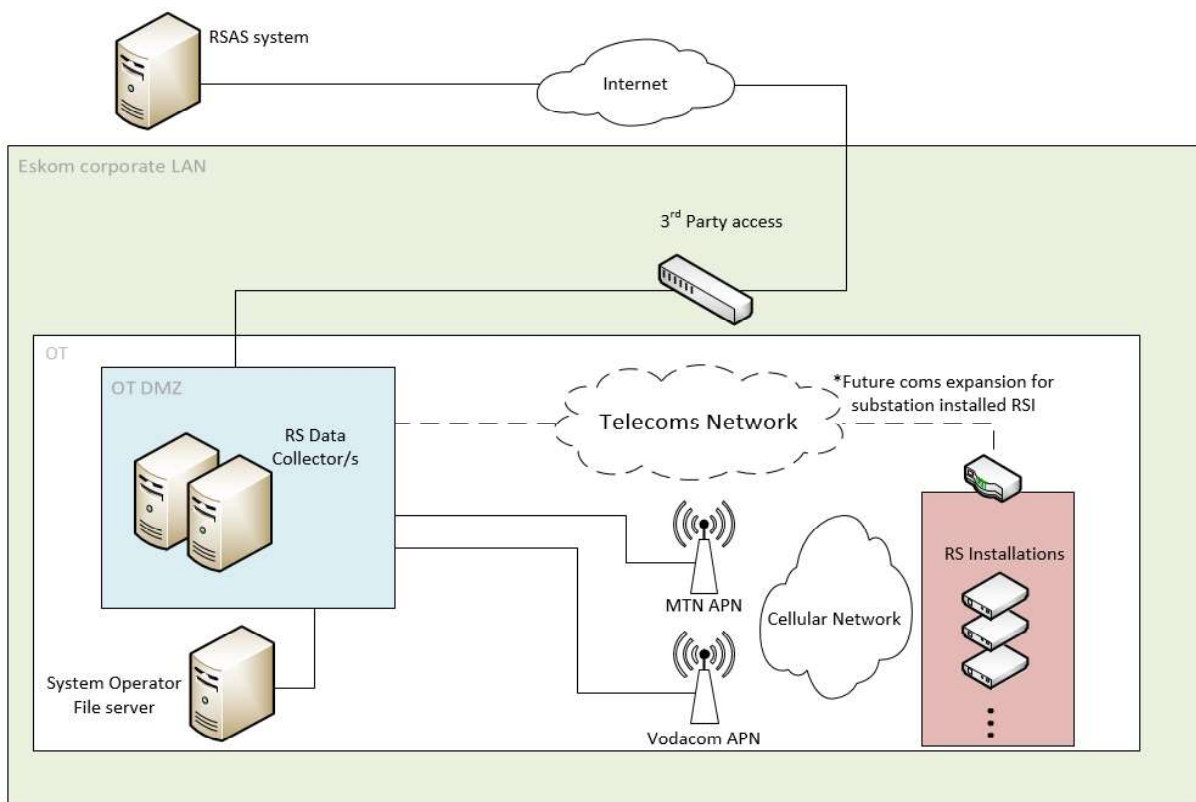 RSAS system
Internet
Eskom corporate LAN
3rd Party access
OT
OT DMZ
RS Data
Collector/s
Telecoms Network
*Future coms expansion for
substation installed RSI
RS Installations
MTN APN
Cellular Network
System Operator
File server
Vodacom APN